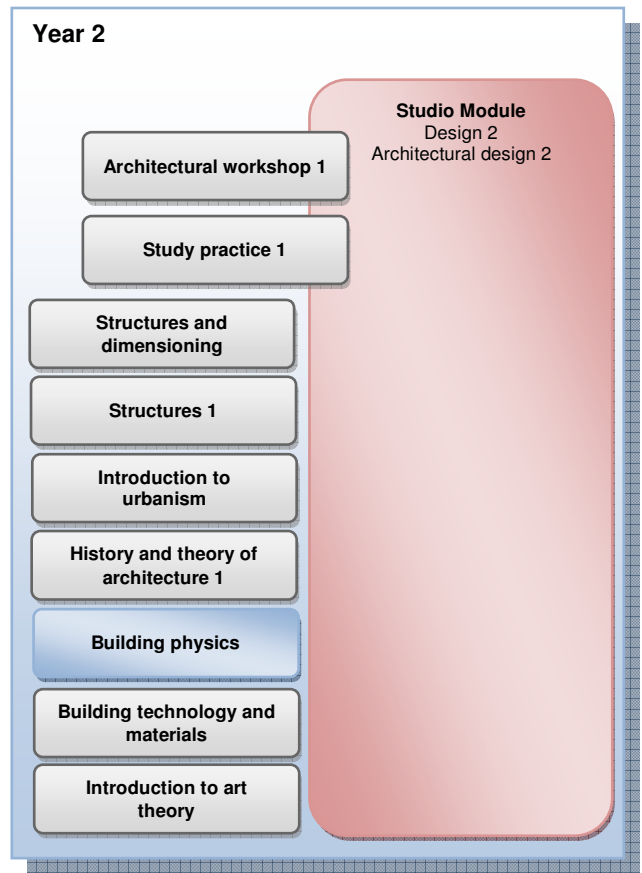 Year 2
Studio Module
Design 2
Architectural design 2
Architectural workshop 1
Study practice 1
Structures and
dimensioning
Structures 1
Introduction to
urbanism
History and theory of
architecture 1
Building physics
Building technology and
materials
Introduction to art
theory